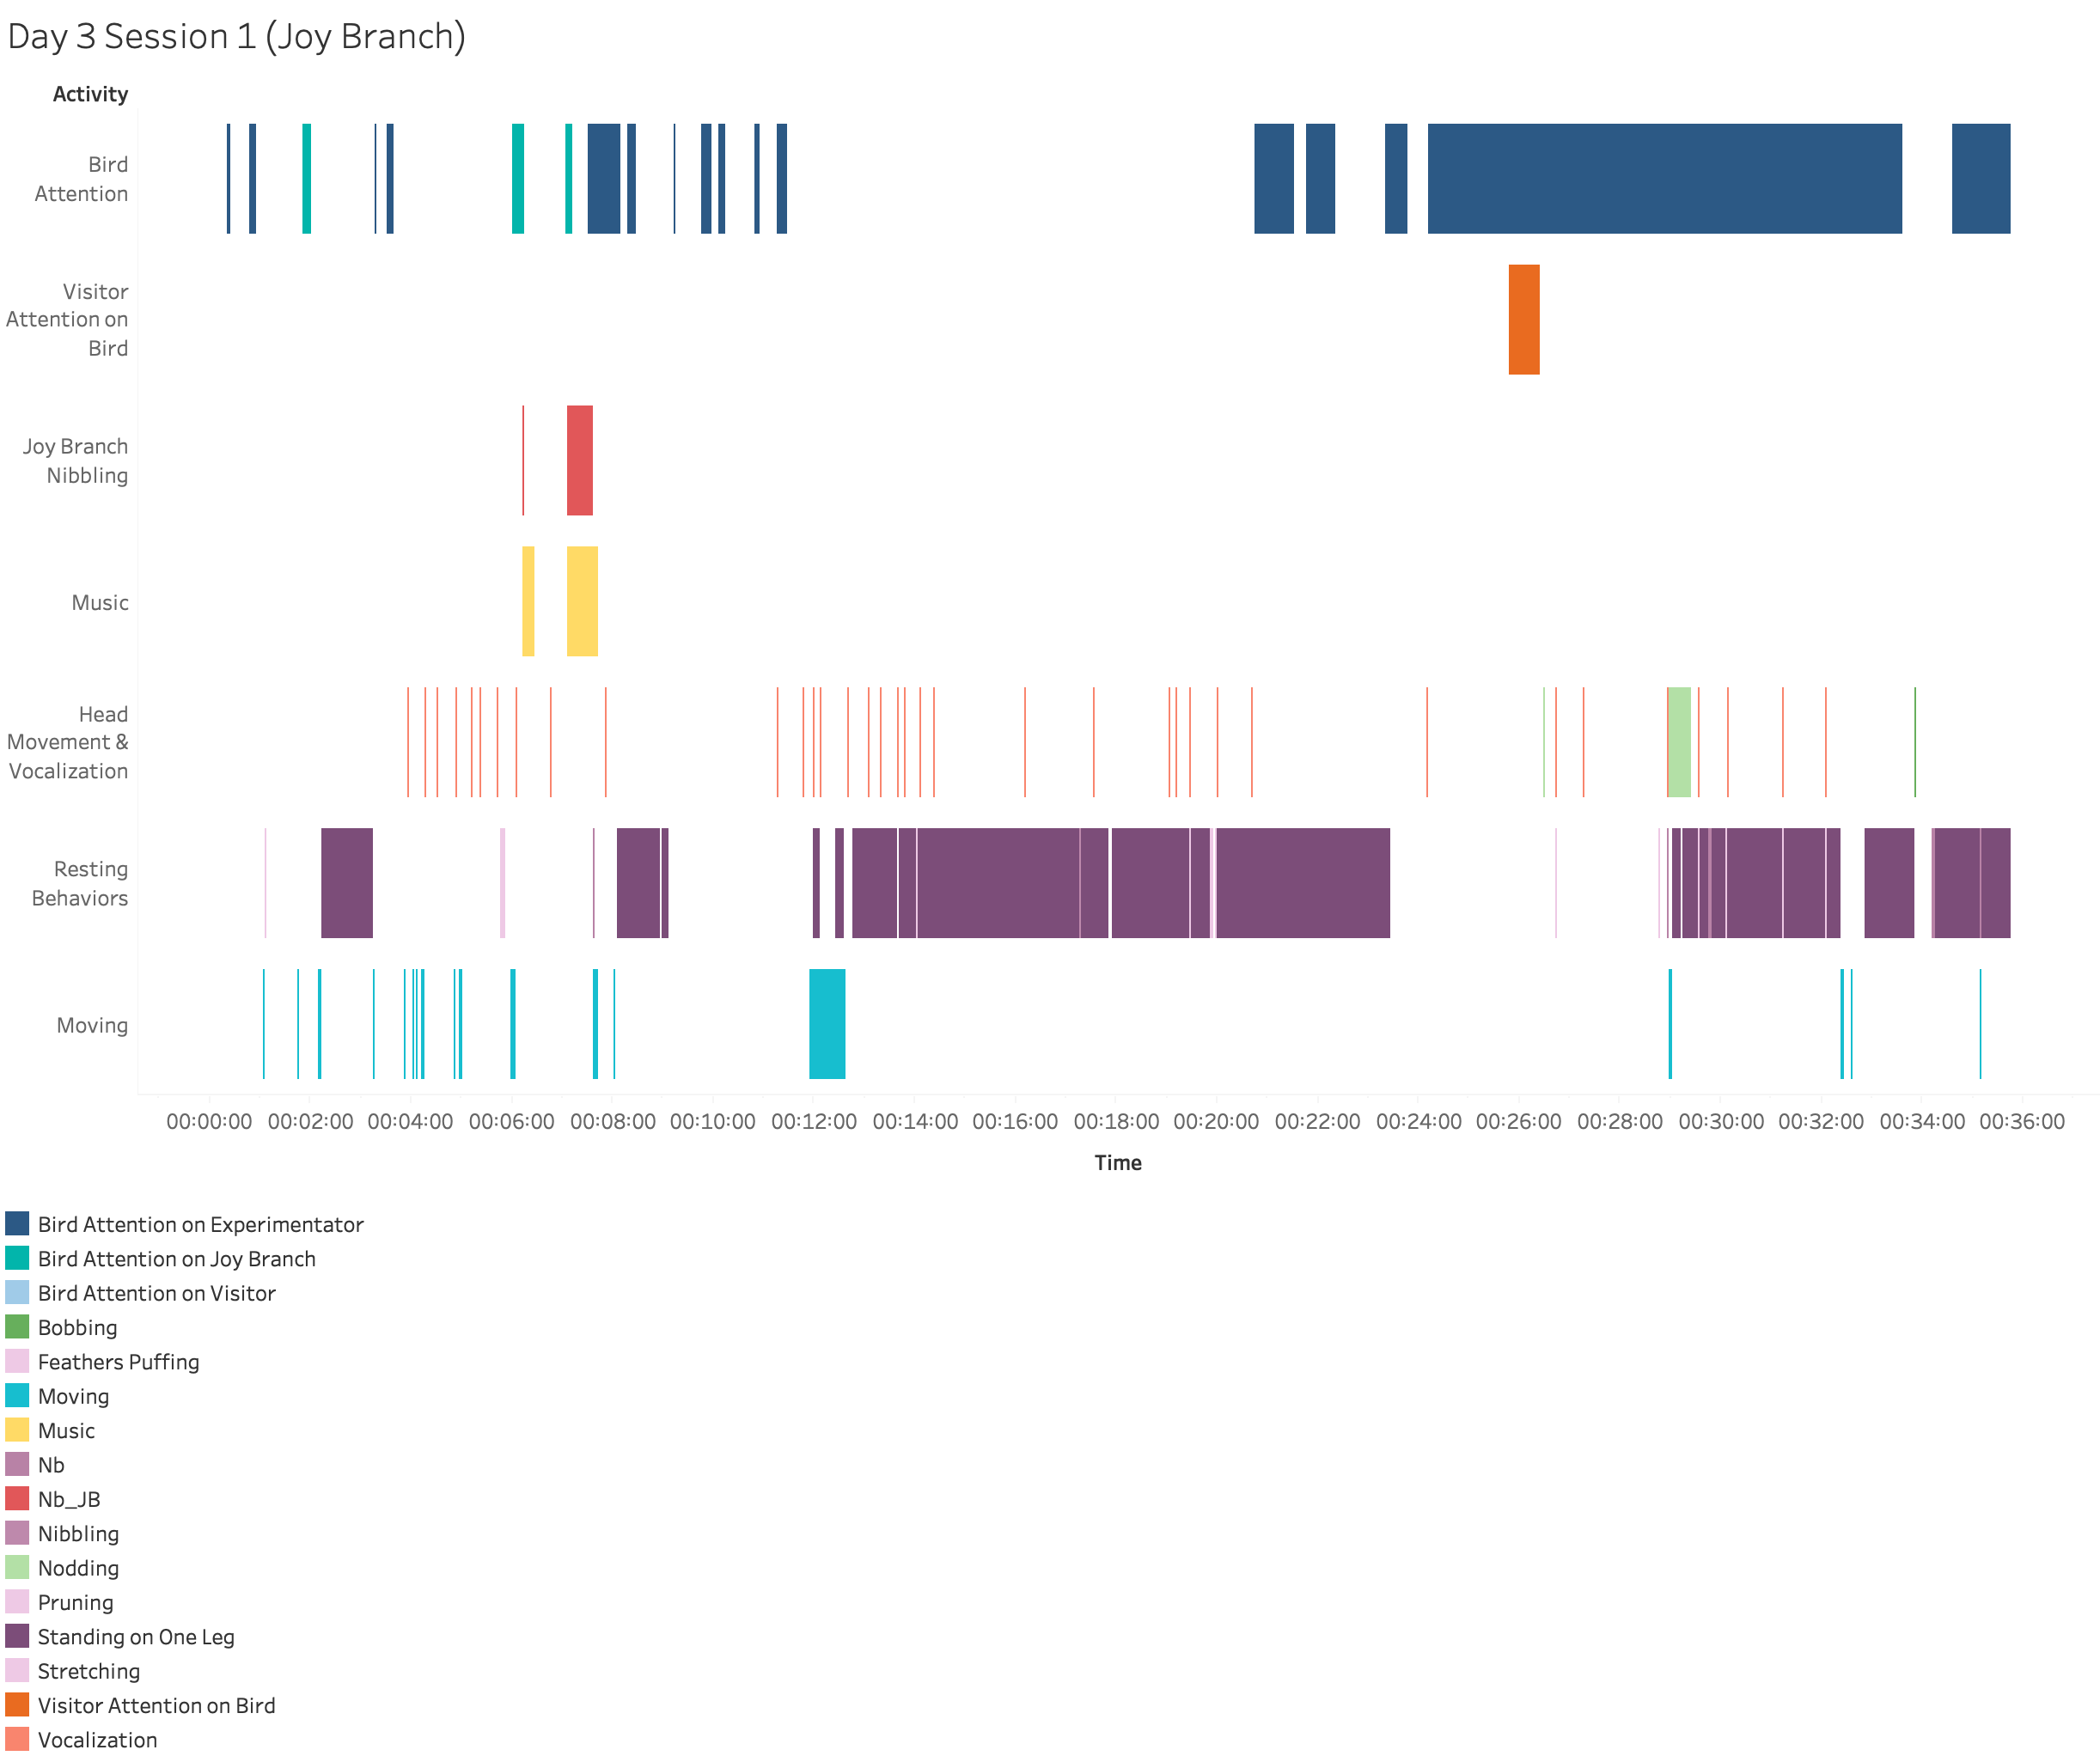 Day 3 Session 1 (Joy Branch)
Activity
Bird
Attention
Visitor
Attention on
Bird
Joy Branch
Nibbling
Music
Head
Movement &
Vocalization
Resting
Behaviors
Moving
00:00:00 00:02:00 00:04:00 00:06:00 00:08:00 00:10:00 00:12:00 00:14:00 00:16:00 00:18:00 00:20:00 00:22:00 00:24:00 00:26:00 00:28:00 00:30:00 00:32:00 00:34:00 00:36:00
Time
Bird Attention on Experimentator
Bird Attention on Joy Branch
Bird Attention on Visitor
Bobbing
Feathers Puffing
Moving
Music
Nb
Nb_JB
Nibbling
Nodding
Pruning
Standing on One Leg
Stretching
Visitor Attention on Bird
Vocalization